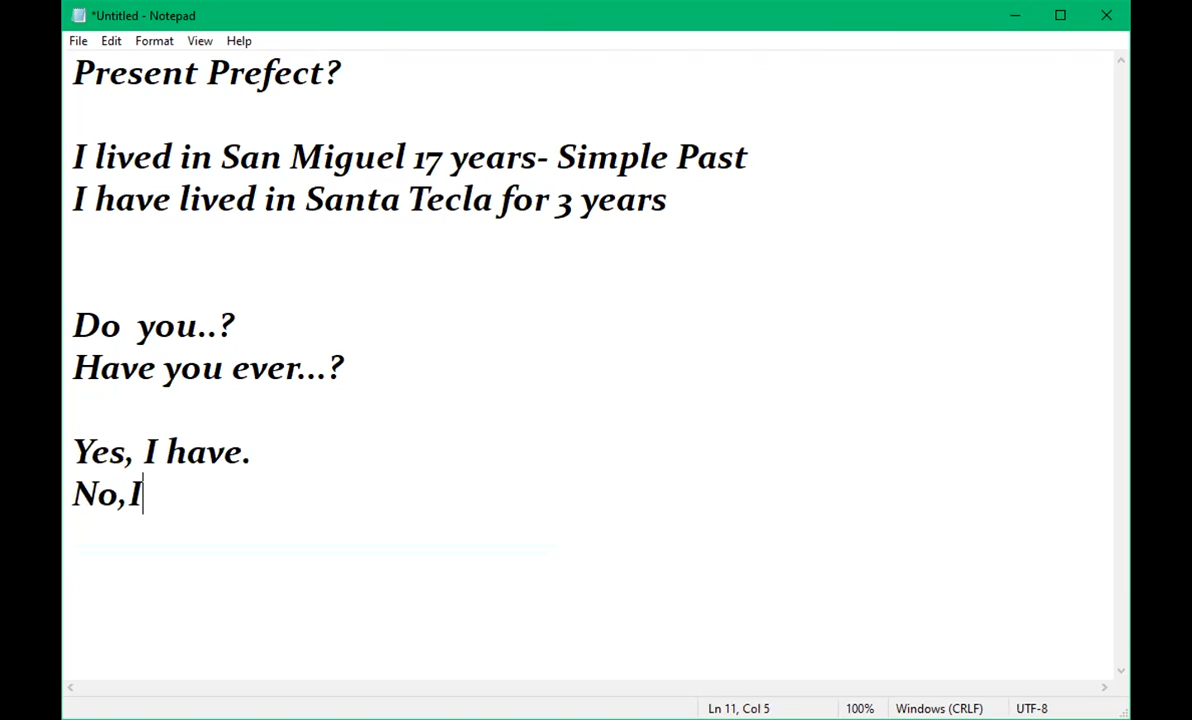 *Untitled - Notepad
File Edit Format View Help
Present Prefect?
I lived in San Miguel 17 years- Simple Past
I have lived in Santa Tecla for 3 years
Do  you..?
Have you ever...?
Yes, I have.
No,I
Ln 11, Col 5 100% Windows (CRLF) UTF-8